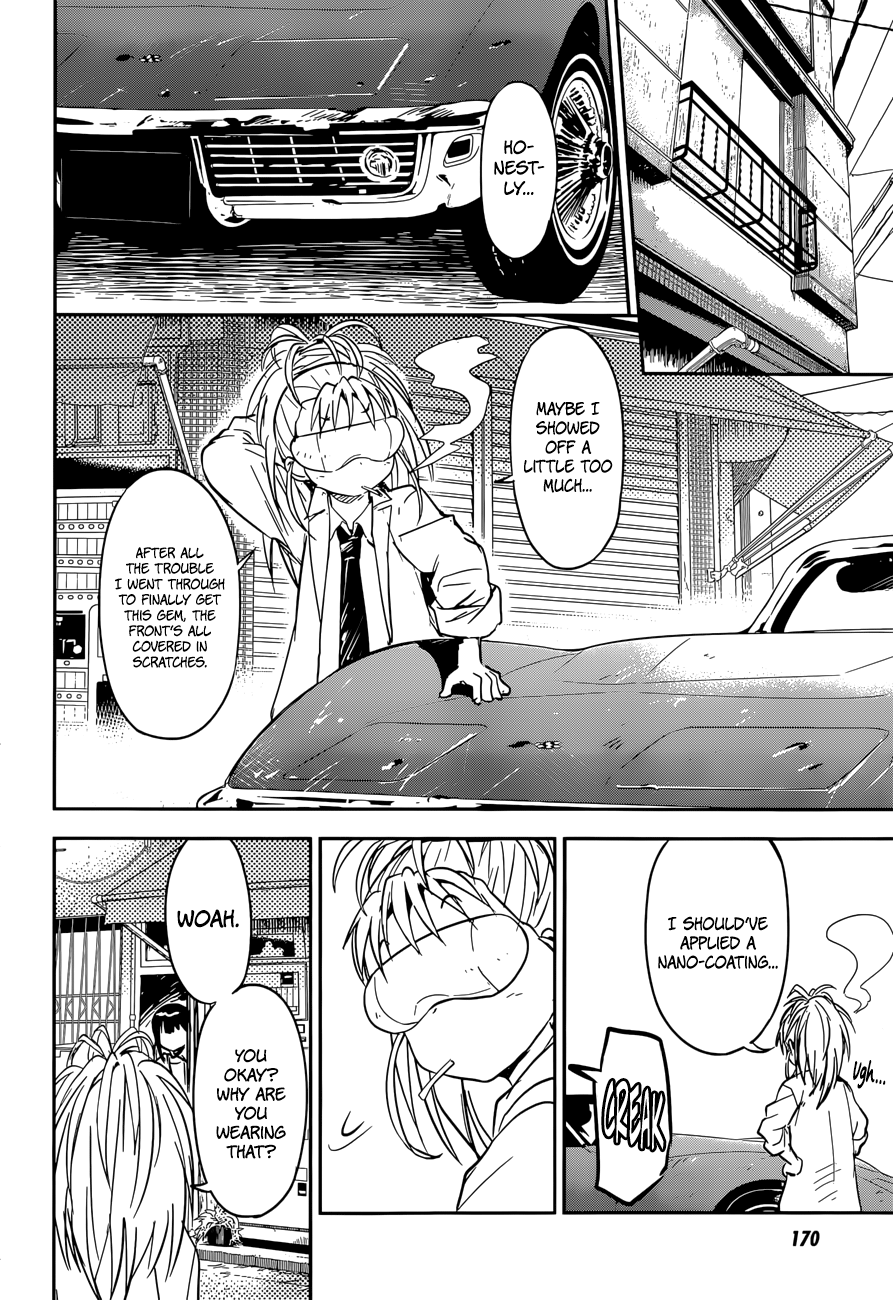 HO-
NEST-
LY...
MAYBE I
SHOWED
OFF A
LITTLE TOO
MUCH...
AFTER ALL
THE TROUBLE
I WENT THROUGH
TO FINALLY GET
THIS GEM, THE
FRONT'S ALL
COVERED IN
SCRATCHES.
I SHOULD'VE
APPLIED A
NANO-COATING...
UGH...
CREAK
WOAH.
YOU
OKAY?
WHY ARE
YOU
WEARING
THAT?
170